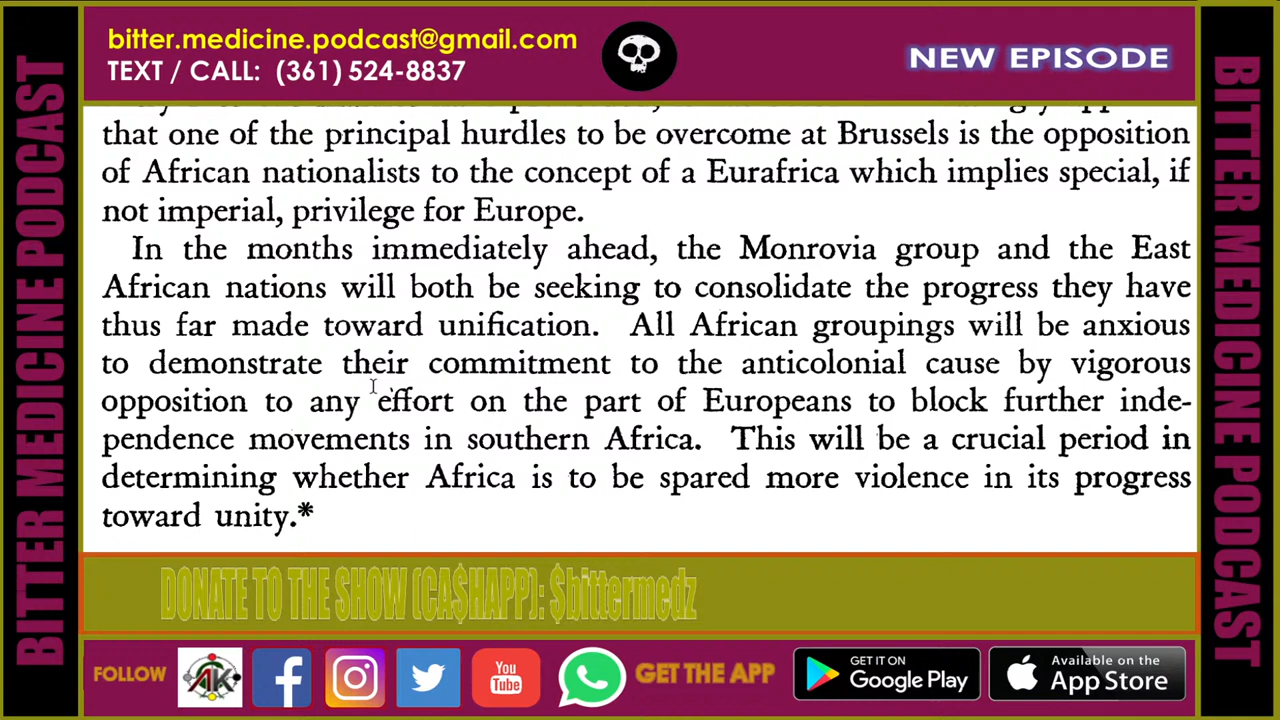 bitter.medicine.podcast@gmail.com
TEXT / CALL: (361) 524-8837
NEW EPISODE
BITTER MEDICINE PODCAST
that one of the principal hurdles to be overcome at Brussels is the opposition
of African nationalists to the concept of a Eurafrica which implies special, if
not imperial, privilege for Europe.
In the months immediately ahead, the Monrovia group and the East
African nations will both be seeking to consolidate the progress they have
thus far made toward unification. All African groupings will be anxious
to demonstrate their commitment to the anticolonial cause by vigorous
opposition to any effort on the part of Europeans to block further inde-
pendence movements in southern Africa. This will be a crucial period in
determining whether Africa is to be spared more violence in its progress
toward unity.*
BITTER MEDICINE PODCAST
DONATE TO THE SHOW (CA$HAPP): $bittermedz
FOLLOW
You
Tube
GET THE APP
GET IT ON
Google Play
Available on the
App Store